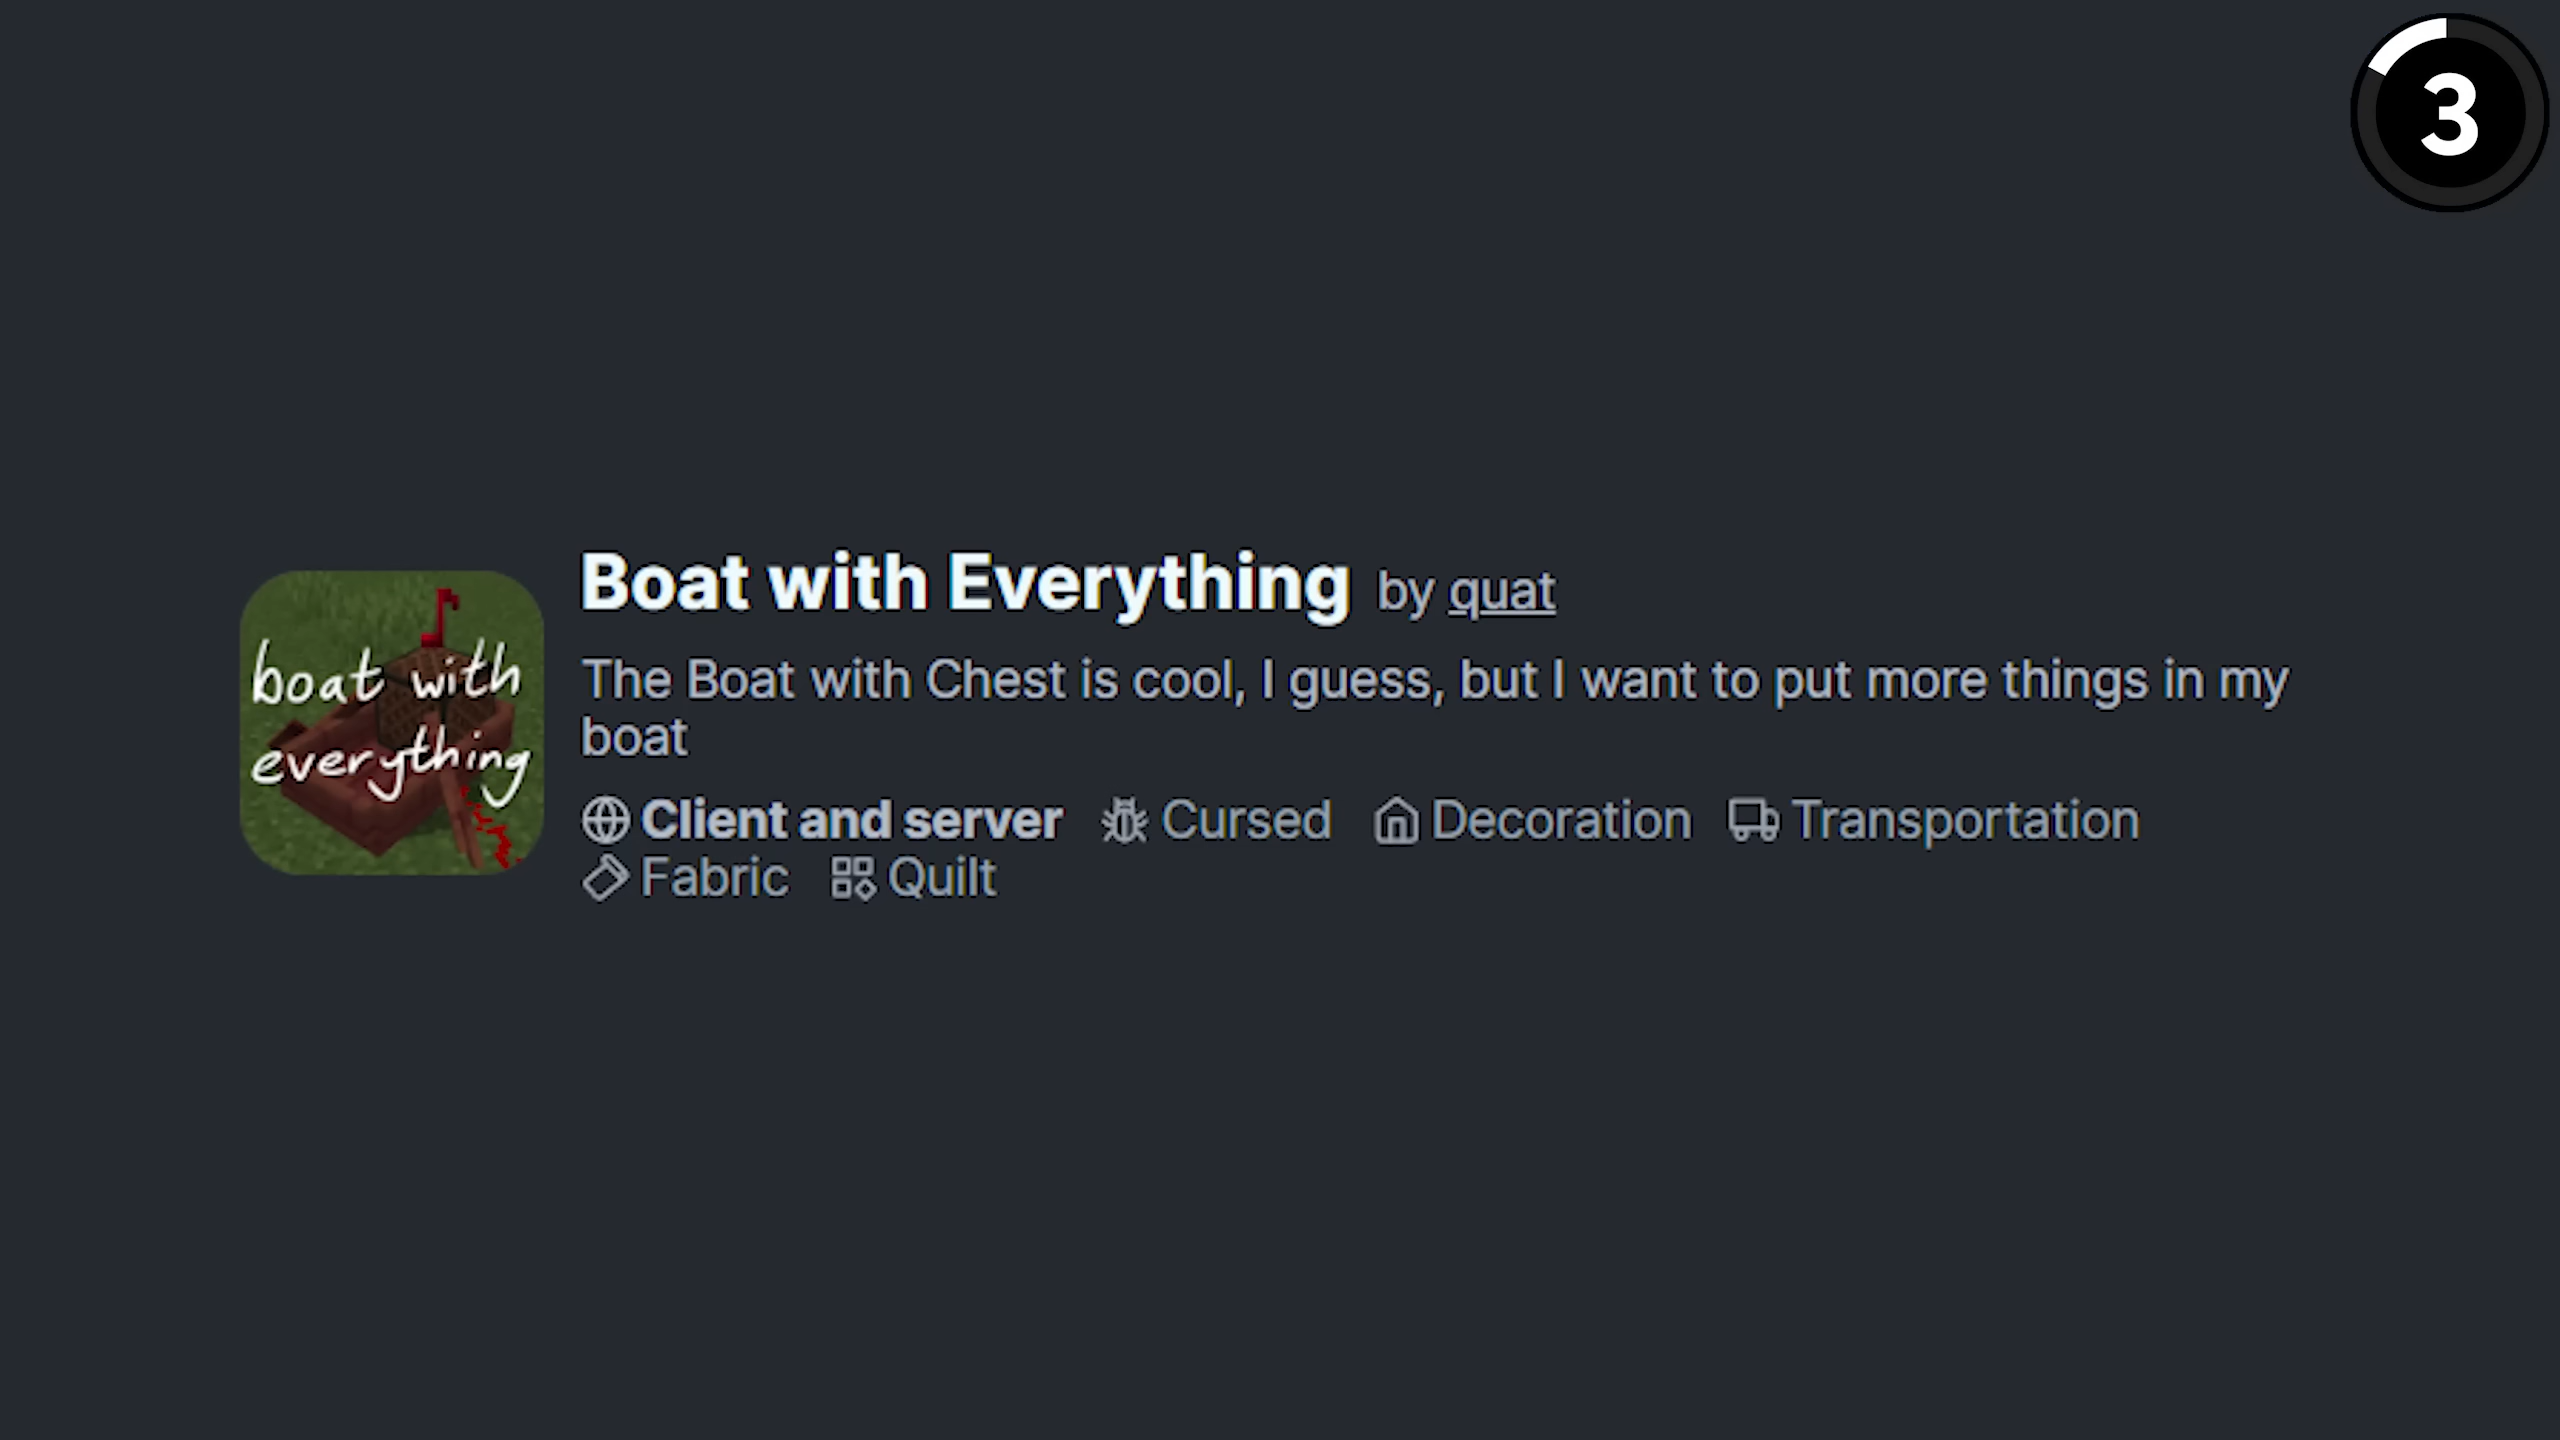 3
boat with
everything
Boat with Everything by quat
The Boat with Chest is cool, I guess, but I want to put more things in my
boat
Client and server Cursed Decoration Transportation
Fabric Quilt